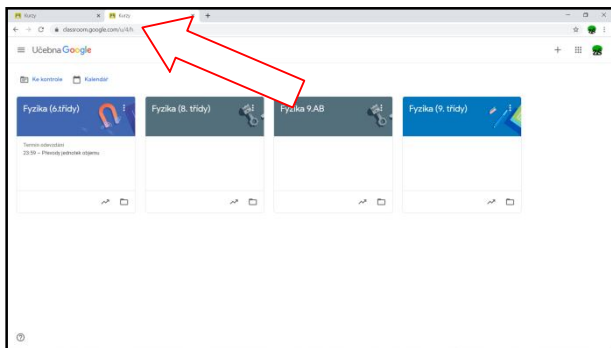 Kurzy
Kurzy
classroom.google.com/u/4/h
Učebna Google
Ke kontrole
Kalendář
Fyzika (6.třídy)
Fyzika (8. třídy)
Fyzika 9.AB
Fyzika (9. třídy)
Termín odevzdání
23:59 – Převody jednotek objemu